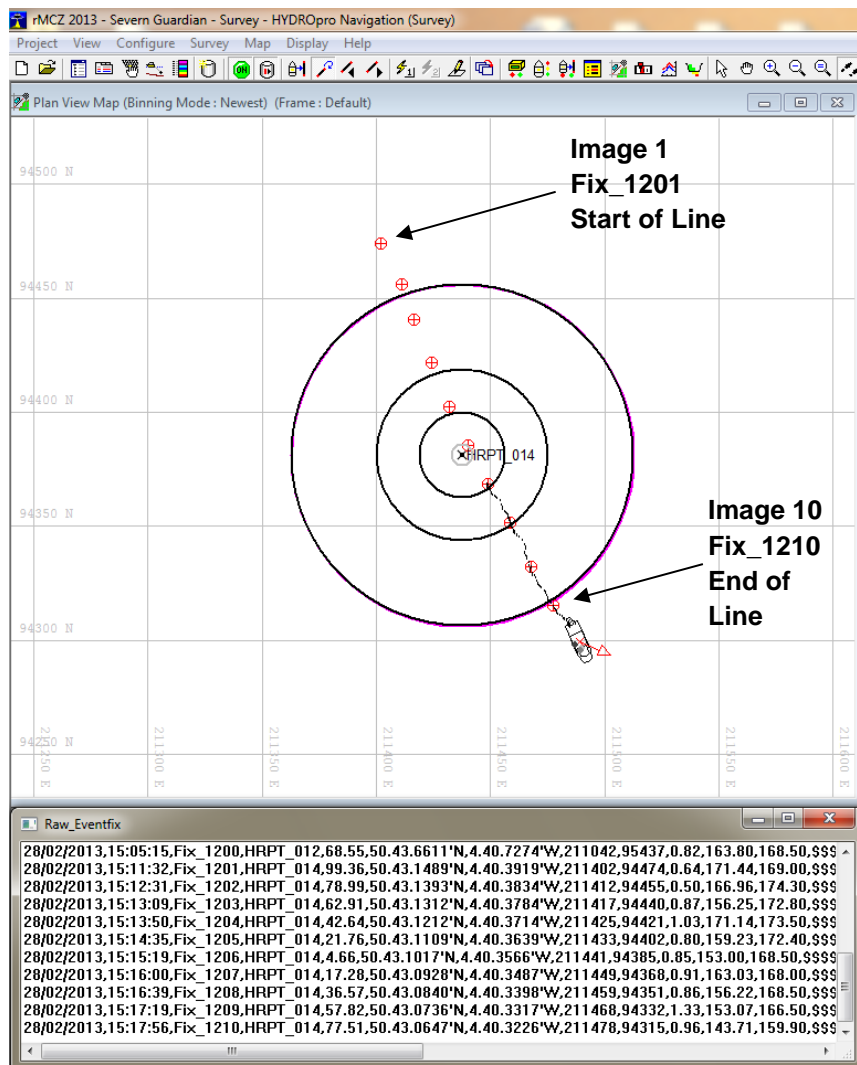 rMCZ 2013 - Severn Guardian - Survey - HYDROpro Navigation (Survey)
Project View Configure Survey Map Display Help
Plan View Map (Binning Mode : Newest) (Frame : Default)
Image 1
Fix_1201
Start of Line
94500 N
94450 N
94400 N
HRPT_014
94350 N
Image 10
Fix_1210
End of
Line
94300 N
94250 N
211250 E
211300 E
211350 E
211400 E
211450 E
211500 E
211550 E
211600 E
Raw_Eventfix
28/02/2013,15:05:15,Fix_1200,HRPT_012,68.55,50.43.6611'N,4.40.7274'W,211042,95437,0.82,163.80,168.50,$$$
28/02/2013,15:11:32,Fix_1201,HRPT_014,99.36,50.43.1489'N,4.40.3919'W,211402,94474,0.64,171.44,169.00,$$$
28/02/2013,15:12:31,Fix_1202,HRPT_014,78.99,50.43.1393'N,4.40.3834'W,211412,94455,0.50,166.96,174.30,$$$
28/02/2013,15:13:09,Fix_1203,HRPT_014,62.91,50.43.1312'N,4.40.3784'W,211417,94440,0.87,156.25,172.80,$$$
28/02/2013,15:13:50,Fix_1204,HRPT_014,42.64,50.43.1212'N,4.40.3714'W,211425,94421,1.03,171.14,173.50,$$$
28/02/2013,15:14:35,Fix_1205,HRPT_014,21.76,50.43.1109'N,4.40.3639'W,211433,94402,0.80,159.23,172.40,$$$
28/02/2013,15:15:19,Fix_1206,HRPT_014,4.66,50.43.1017'N,4.40.3566'W,211441,94385,0.85,153.00,168.50,$$$
28/02/2013,15:16:00,Fix_1207,HRPT_014,17.28,50.43.0928'N,4.40.3487'W,211449,94368,0.91,163.03,168.00,$$$
28/02/2013,15:16:39,Fix_1208,HRPT_014,36.57,50.43.0840'N,4.40.3398'W,211459,94351,0.86,156.22,168.50,$$$
28/02/2013,15:17:19,Fix_1209,HRPT_014,57.82,50.43.0736'N,4.40.3317'W,211468,94332,1.33,153.07,166.50,$$$
28/02/2013,15:17:56,Fix_1210,HRPT_014,77.51,50.43.0647'N,4.40.3226'W,211478,94315,0.96,143.71,159.90,$$$